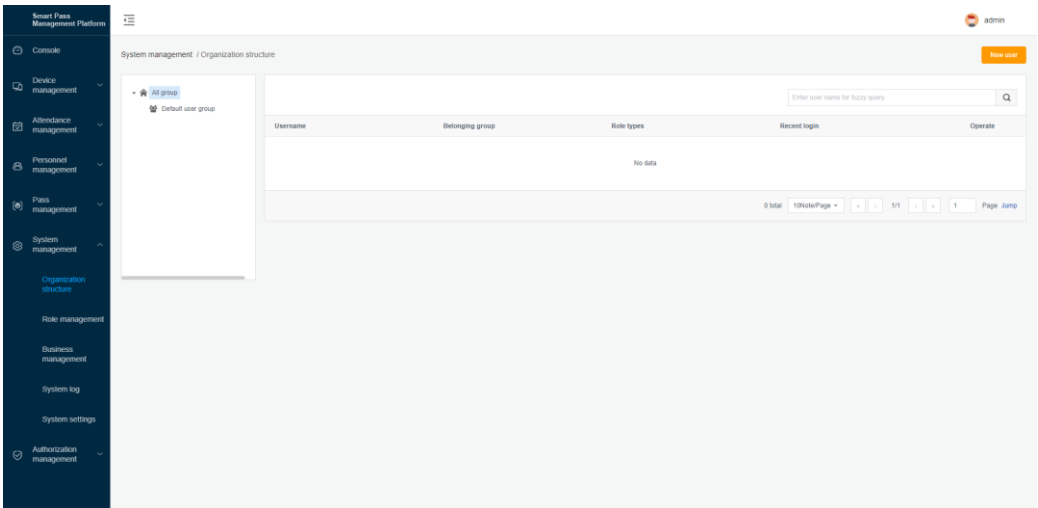 Smart Pass
Management Platform
admin
Console
Device
management
Attendance
management
Personnel
management
Pass
management
System
management
Organization
structure
Role management
Business
management
System log
System settings
Authorization
management
System management / Organization structure
New user
All group
Default user group
Enter user name for fuzzy query
Username Belonging group Role types Recent login Operate
No data
0 total 10Note/Page « ‹ 1/1 › » 1 Page Jump